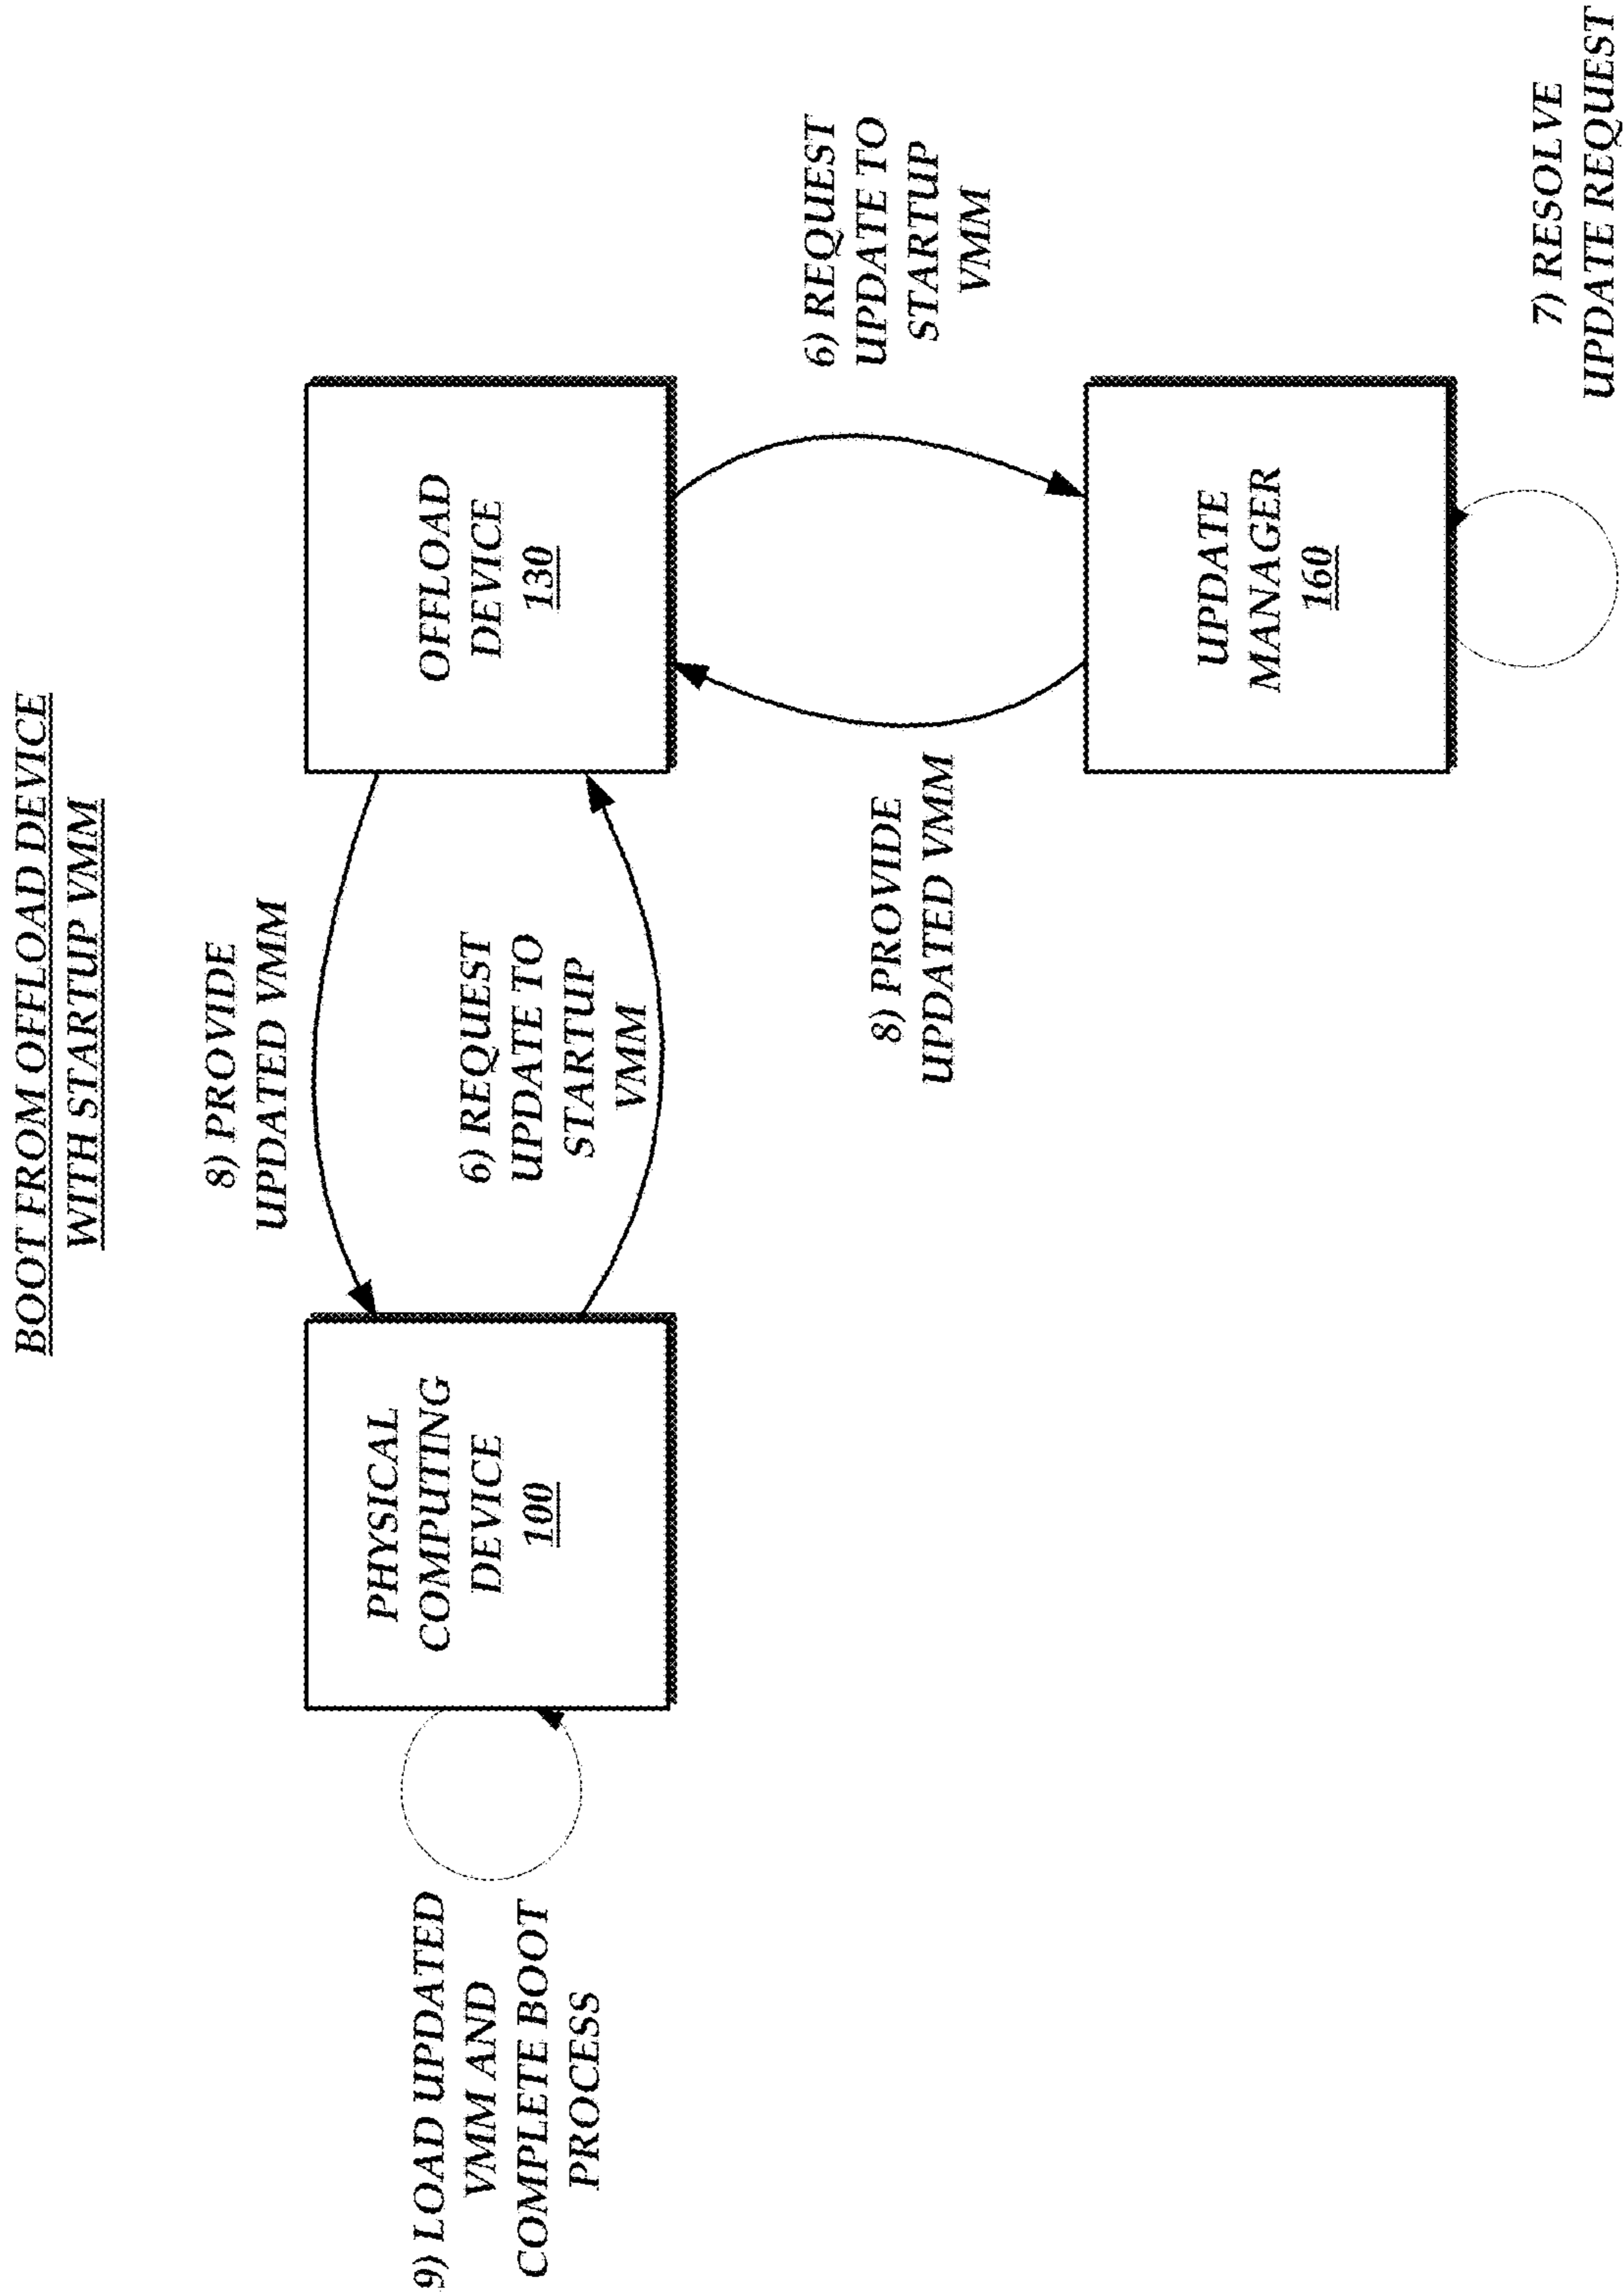 BOOT FROM OFFLOAD DEVICE
WITH STARTUP VMM
8) PROVIDE
UPDATED VMM
9) LOAD UPDATED
VMM AND
COMPLETE BOOT
PROCESS
PHYSICAL
COMPUTING
DEVICE
100
6) REQUEST
UPDATE TO
STARTUP
VMM
OFFLOAD
DEVICE
130
8) PROVIDE
UPDATED VMM
6) REQUEST
UPDATE TO
STARTUP
VMM
UPDATE
MANAGER
160
7) RESOLVE
UPDATE REQUEST